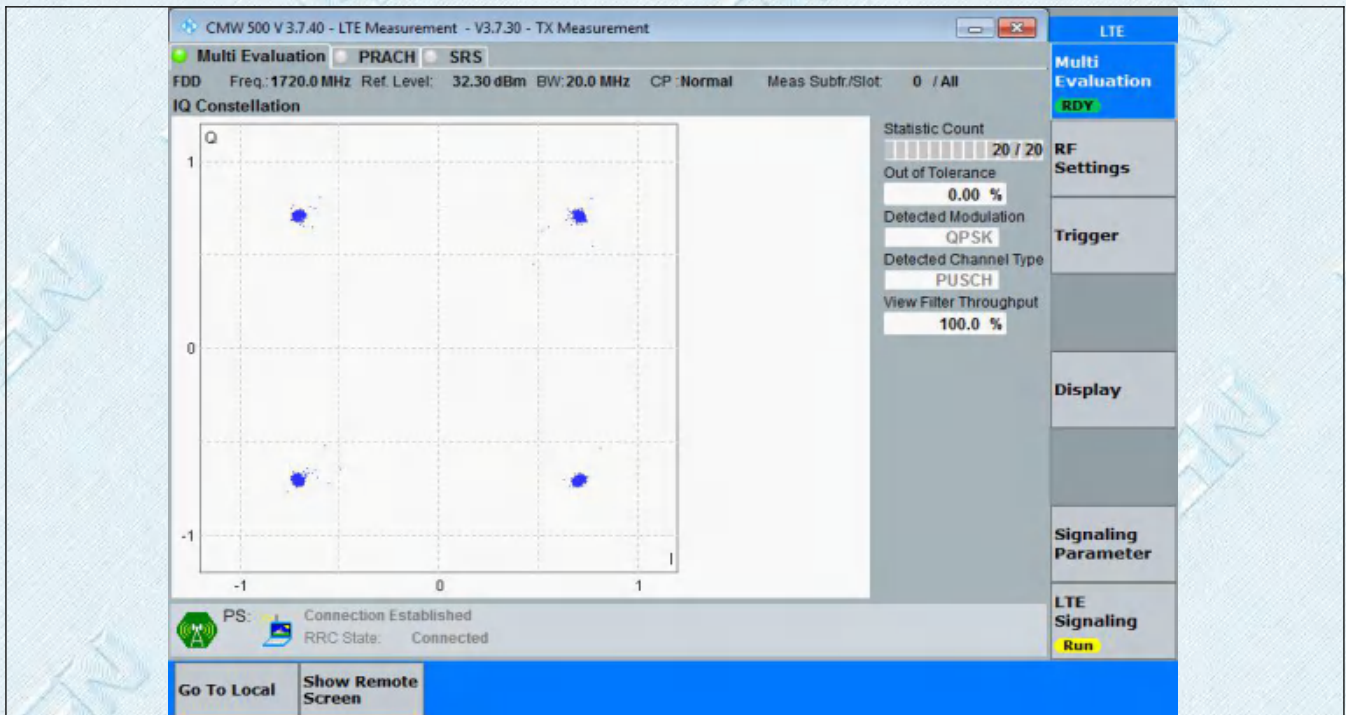 CMW 500 V 3.7.40 - LTE Measurement - V3.7.30 - TX Measurement
LTE
Multi Evaluation PRACH SRS
FDD Freq.: 1720.0 MHz Ref. Level: 32.30 dBm BW: 20.0 MHz CP : Normal Meas Subfr./Slot: 0 / All
IQ Constellation
Q
1
0
-1
I
-1 0 1
Statistic Count
20 / 20
Out of Tolerance
0.00 %
Detected Modulation
QPSK
Detected Channel Type
PUSCH
View Filter Throughput
100.0 %
Multi
Evaluation
RDY
RF
Settings
Trigger
Display
Signaling
Parameter
LTE
Signaling
Run
PS: Connection Established
RRC State: Connected
Go To Local
Show Remote
Screen